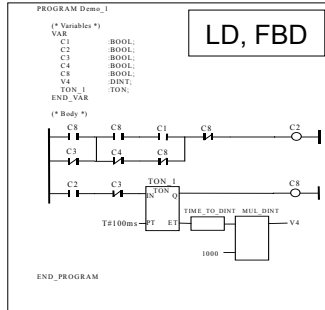 PROGRAM Demo_1
LD, FBD
(* Variables *)
VAR
C1 :BOOL;
C2 :BOOL;
C3 :BOOL;
C4 :BOOL;
C8 :BOOL;
V4 :DINT;
TON_1 :TON;
END_VAR
(* Body *)
C8 C8 C1 C8 C2
C3 C4 C8
C2 C3 TON_1 C8
TON
IN Q
TIME_TO_DINT MUL_DINT
T#100ms PT ET V4
1000
END_PROGRAM